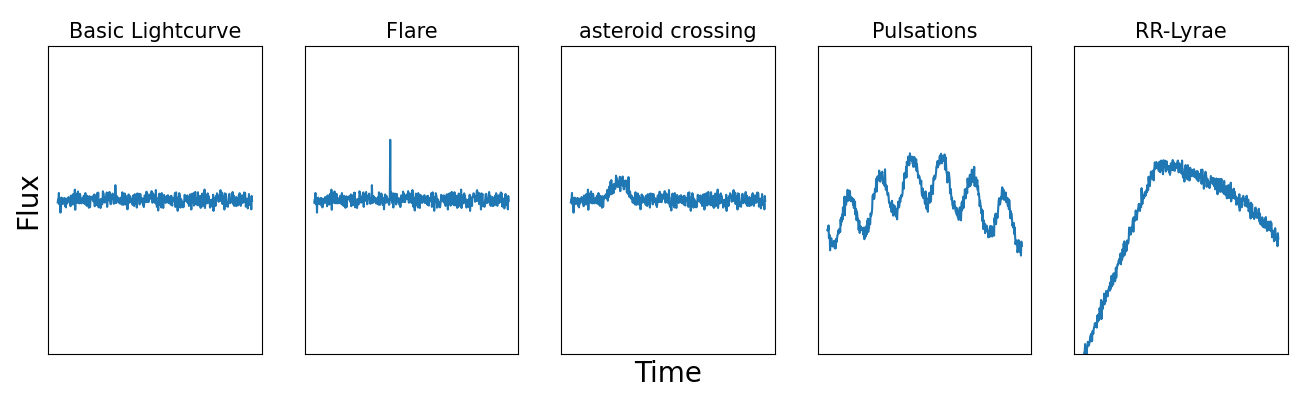 Basic Lightcurve
Flare
asteroid crossing
Pulsations
RR-Lyrae
Flux
Time